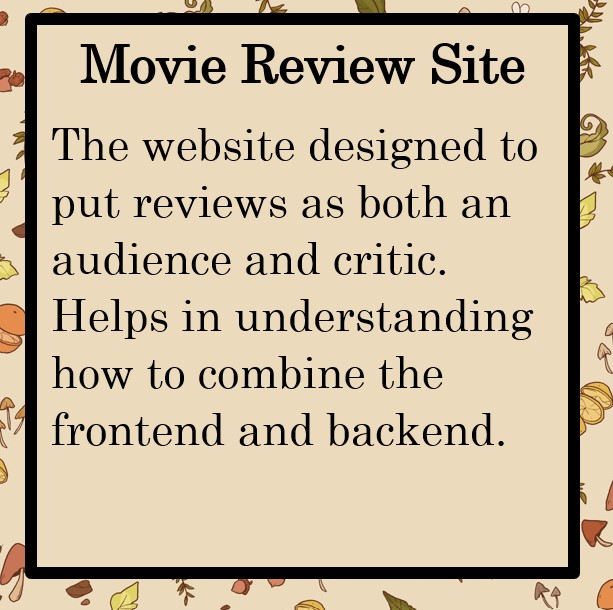 Movie Review Site
The website designed to
put reviews as both an
audience and critic.
Helps in understanding
how to combine the
frontend and backend.